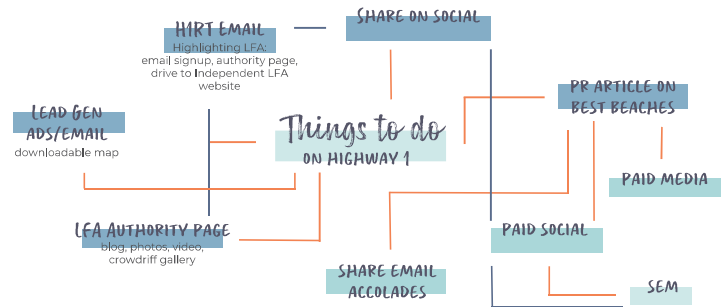 H1RT EMAIL
Highlighting LFA:
email signup, authority page,
drive to Independent LFA
website
SHARE ON SOCIAL
LEAD GEN
ADS/EMAIL
downloadable map
Things to do
ON HIGHWAY 1
PR ARTICLE ON
BEST BEACHES
PAID MEDIA
LFA AUTHORITY PAGE
blog, photos, video,
crowdriff gallery
PAID SOCIAL
SHARE EMAIL
ACCOLADES
SEM